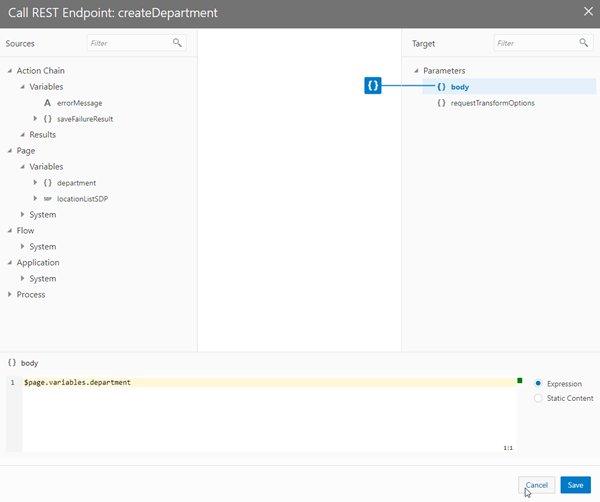 Call REST Endpoint: createDepartment
Sources
Filter
Target
Filter
Action Chain
Variables
A errorMessage
{ } saveFailureResult
Results
Page
Variables
{ } department
SDP locationListSDP
System
Flow
System
Application
System
Process
{ }
Parameters
{ } body
{ } requestTransformOptions
{ } body
1 $page.variables.department
1:1
Expression
Static Content
Cancel
Save